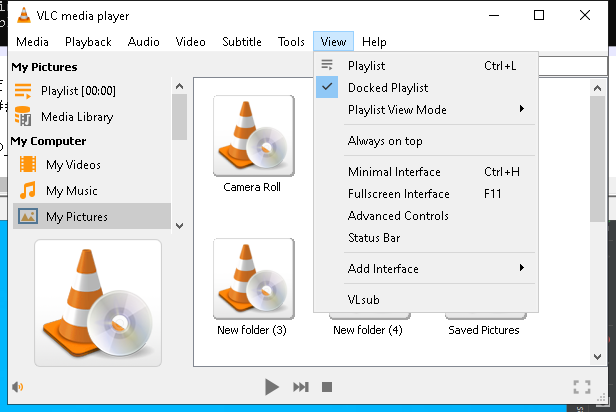 VLC media player
Media Playback Audio Video Subtitle Tools View Help
My Pictures
Playlist [00:00]
Media Library
My Computer
My Videos
My Music
My Pictures
Camera Roll
New folder (3)
New folder (4)
Saved Pictures
Playlist Ctrl+L
Docked Playlist
Playlist View Mode
Always on top
Minimal Interface Ctrl+H
Fullscreen Interface F11
Advanced Controls
Status Bar
Add Interface
VLsub